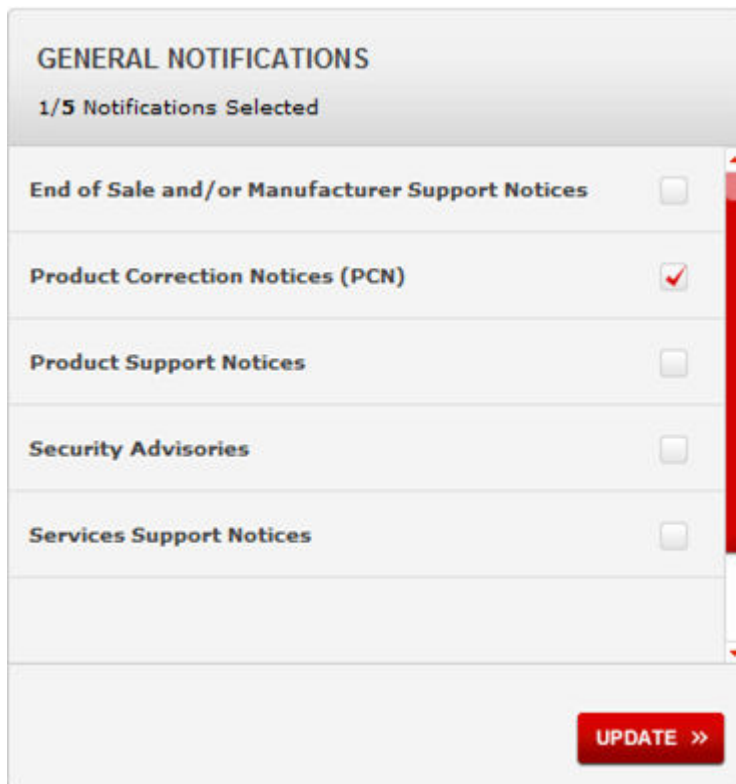 GENERAL NOTIFICATIONS
1/5 Notifications Selected
End of Sale and/or Manufacturer Support Notices
Product Correction Notices (PCN)
Product Support Notices
Security Advisories
Services Support Notices
UPDATE »